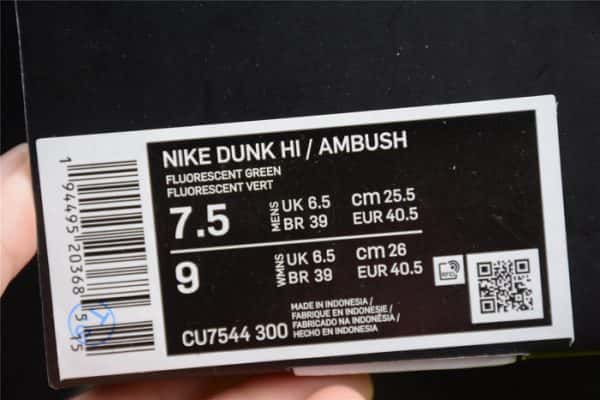 NIKE DUNK HI / AMBUSH
FLUORESCENT GREEN
FLUORESCENT VERT
7.5 MENS UK 6.5 cm 25.5
BR 39 EUR 40.5
9 WMNS UK 6.5 cm 26
BR 39 EUR 40.5
MADE IN INDONESIA /
FABRIQUE EN INDONESIE /
FABRICADO NA INDONÉSIA /
HECHO EN INDONESIA
CU7544 300
RFID
1 94495 20368